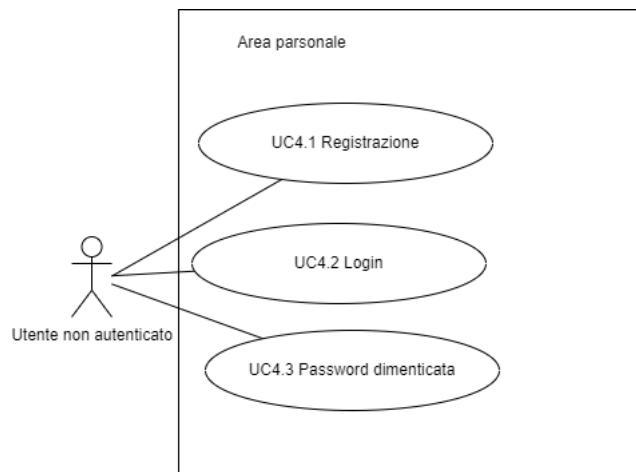 Area parsonale
UC4.1 Registrazione
UC4.2 Login
Utente non autenticato
UC4.3 Password dimenticata